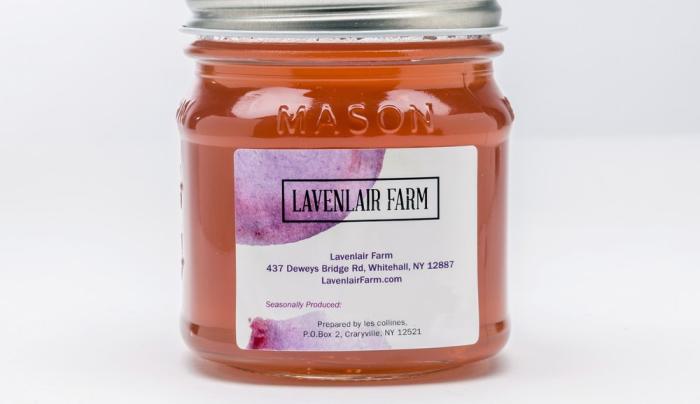 MASON
LAVENLAIR FARM
Lavenlair Farm
437 Deweys Bridge Rd, Whitehall, NY 12887
LavenlairFarm.com
Seasonally Produced:
Prepared by les collines,
P.O.Box 2, Craryville, NY 12521